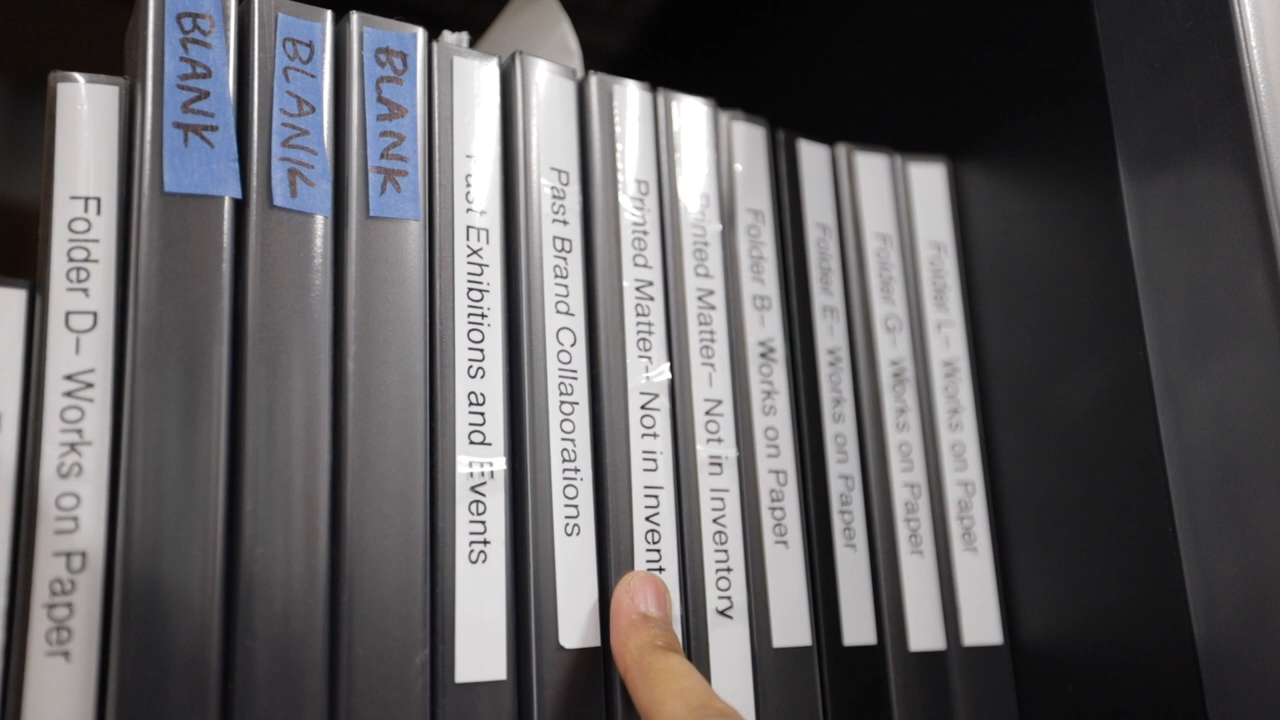 Folder D– Works on Paper
BLANK
BLANK
BLANK
Past Exhibitions and Events
Past Brand Collaborations
Printed Matter– Not in Invent
Printed Matter– Not in Inventory
Folder B– Works on Paper
Folder E– Works on Paper
Folder G– Works on Paper
Folder L– Works on Paper